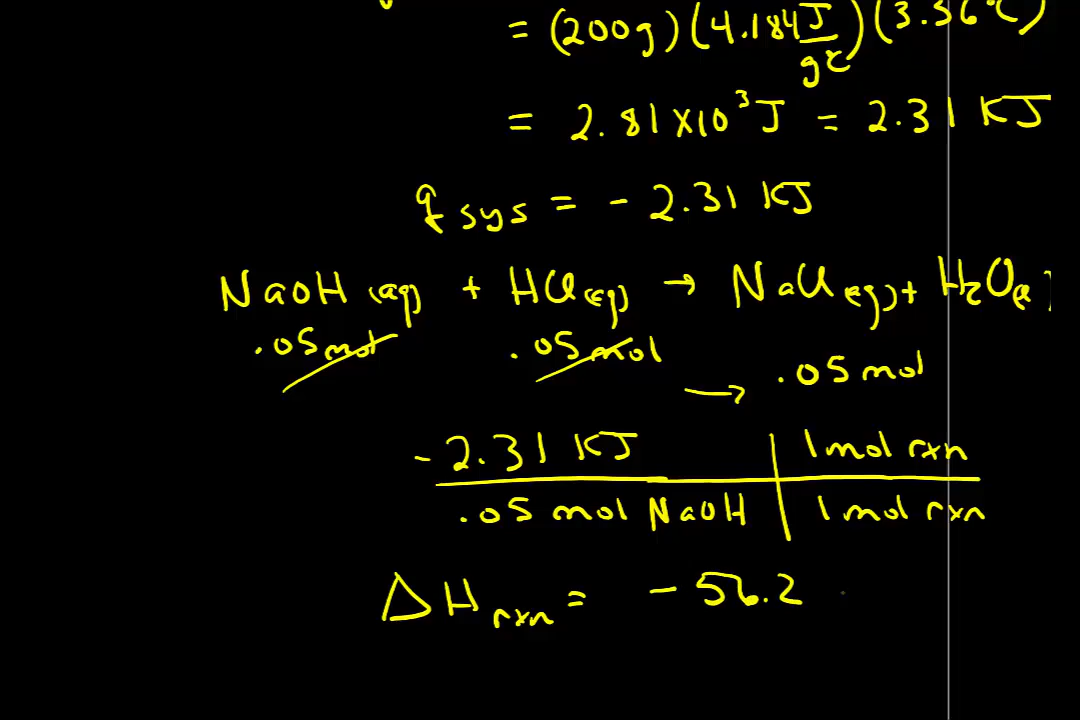 = (200g) (4.184 J/g°C) (3.36°C)
= 2.81 x 10³ J = 2.31 KJ
q sys = - 2.31 KJ
NaOH (aq) + HCl (aq) → NaCl (aq) + H₂O (l)
.05 mol .05 mol → .05 mol
- 2.31 KJ | 1 mol rxn
.05 mol NaOH | 1 mol rxn
ΔH rxn = - 56.2